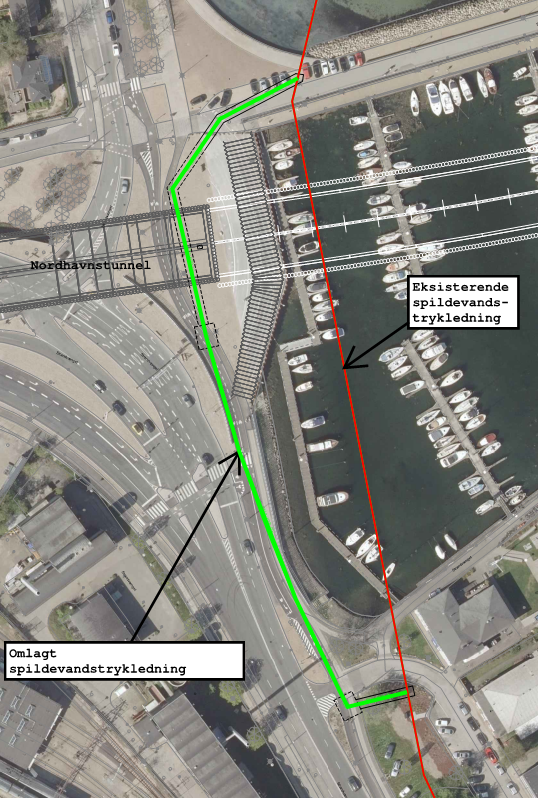 Nordhavnstunnel
Eksisterende
spildevands-
trykledning
Omlagt
spildevandstrykledning